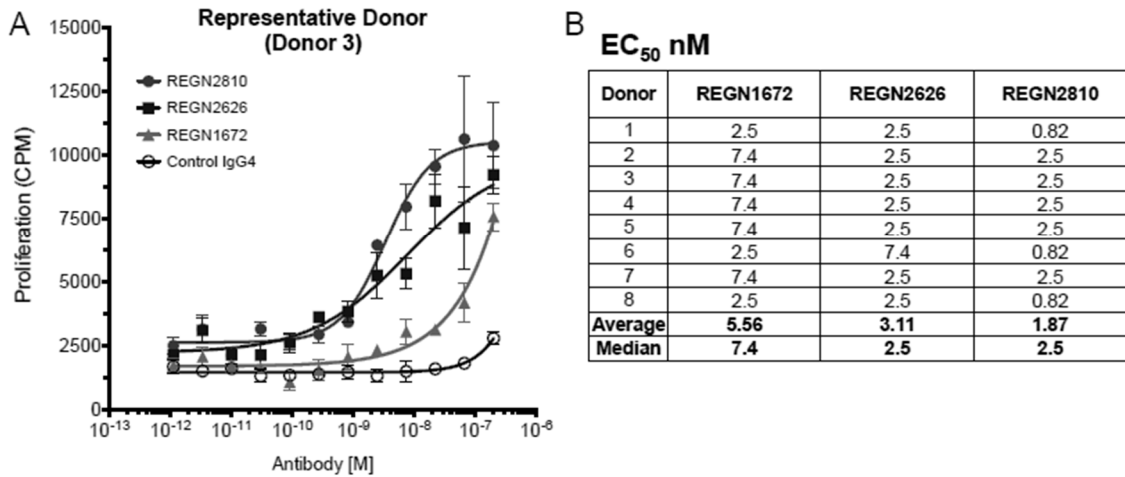 A
Representative Donor
(Donor 3)
15000
12500
10000
7500
5000
2500
0
Proliferation (CPM)
REGN2810
REGN2626
REGN1672
Control IgG4
10-13 10-12 10-11 10-10 10-9 10-8 10-7 10-6
Antibody [M]
B
EC50 nM
Donor REGN1672 REGN2626 REGN2810
1 2.5 2.5 0.82
2 7.4 2.5 2.5
3 7.4 2.5 2.5
4 7.4 2.5 2.5
5 7.4 2.5 2.5
6 2.5 7.4 0.82
7 7.4 2.5 2.5
8 2.5 2.5 0.82
Average 5.56 3.11 1.87
Median 7.4 2.5 2.5